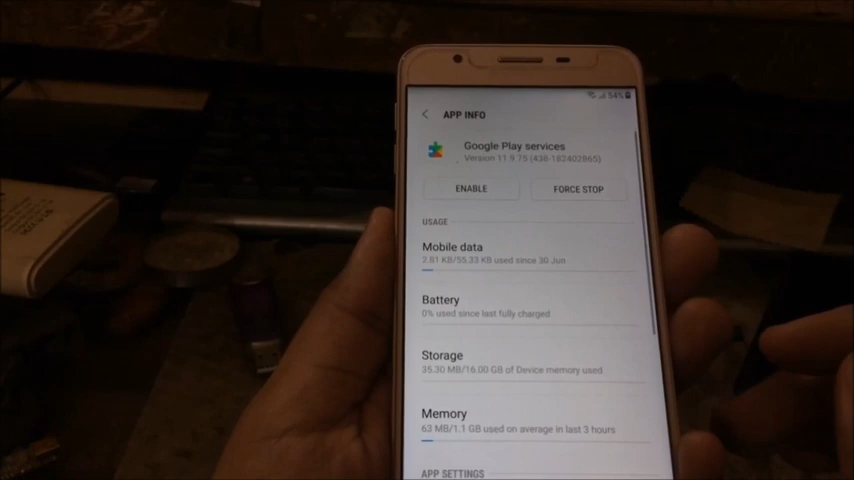 54%
APP INFO
Google Play services
Version 11.9.75 (436-182402865)
ENABLE
FORCE STOP
USAGE
Mobile data
2.81 KB/55.33 KB used since 30 Jun
Battery
0% used since last fully charged
Storage
35.30 MB/16.00 GB of Device memory used
Memory
63 MB/1.1 GB used on average in last 3 hours
APP SETTINGS